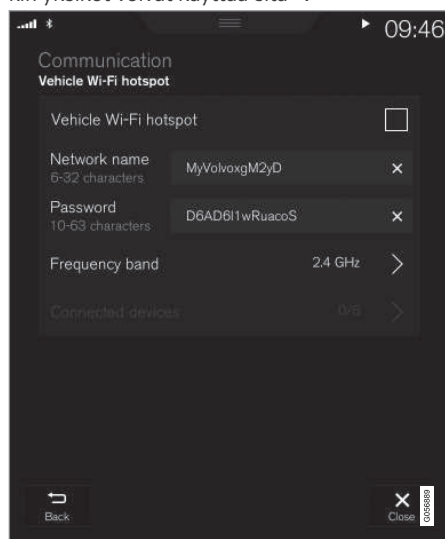 09:46
Communication
Vehicle Wi-Fi hotspot
Vehicle Wi-Fi hotspot
Network name
6-32 characters
MyVolvoxgM2yD
Password
10-63 characters
D6AD6I1wRuacoS
Frequency band
2.4 GHz
Connected devices
0/8
Back
Close
G056889